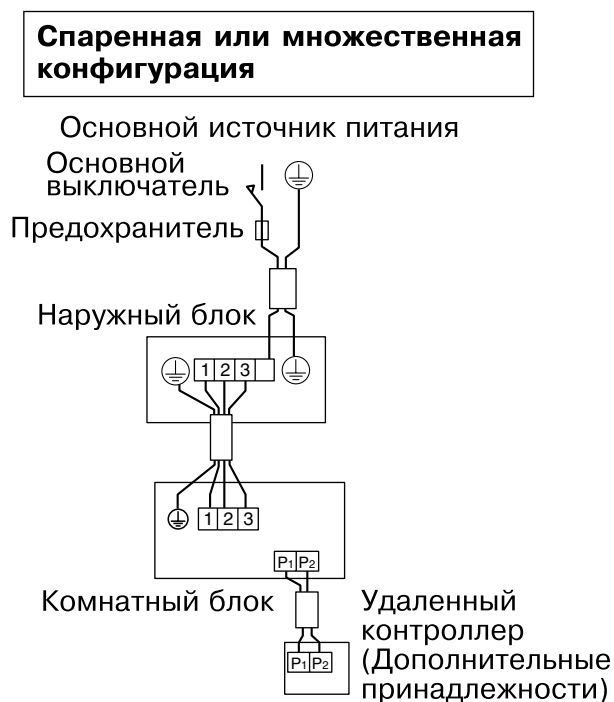 Спаренная или множественная
конфигурация
Основной источник питания
Основной
выключатель
Предохранитель
Наружный блок
1 2 3
1 2 3
P1 P2
Комнатный блок
Удаленный
контроллер
(Дополнительные
принадлежности)
P1 P2